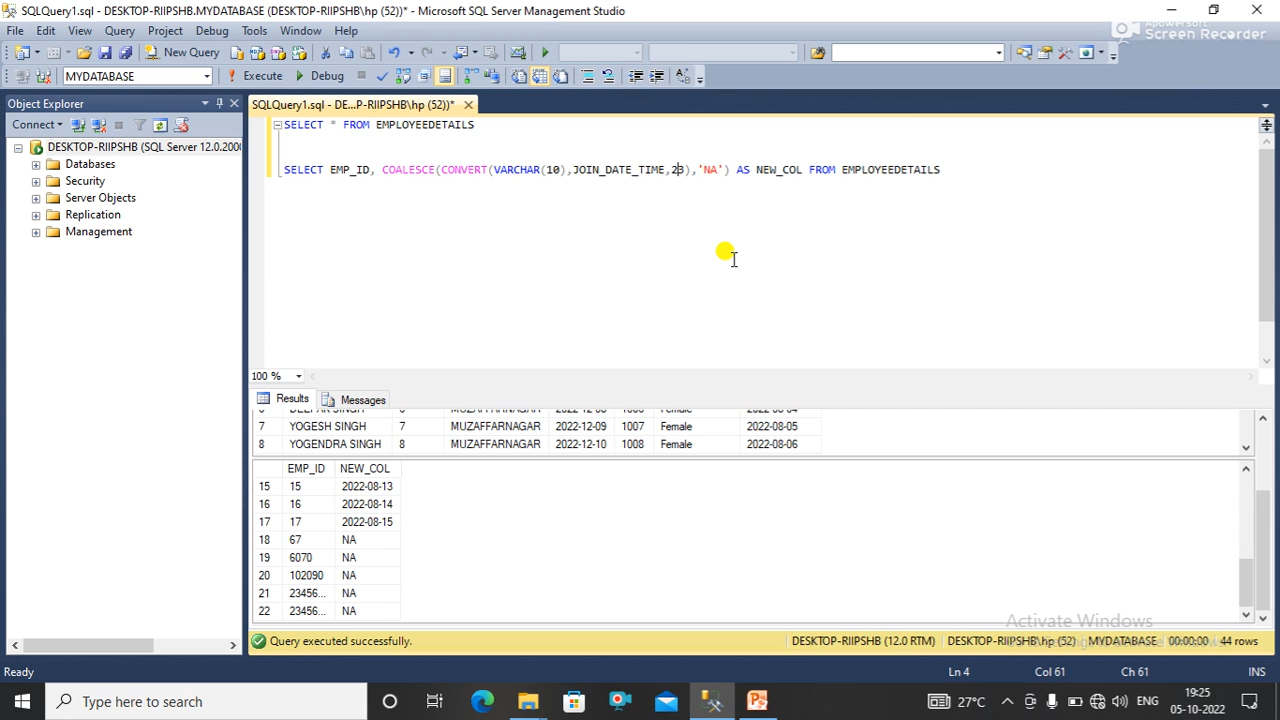 SQLQuery1.sql - DESKTOP-RIIPSHB.MYDATABASE (DESKTOP-RIIPSHB\hp (52))* - Microsoft SQL Server Management Studio
Apowersoft
Screen Recorder
File Edit View Query Project Debug Tools Window Help
New Query
MYDATABASE Execute Debug
Object Explorer
SQLQuery1.sql - DE...P-RIIPSHB\hp (52))*
Connect
DESKTOP-RIIPSHB (SQL Server 12.0.2000
Databases
Security
Server Objects
Replication
Management
SELECT * FROM EMPLOYEEDETAILS
SELECT EMP_ID, COALESCE(CONVERT(VARCHAR(10),JOIN_DATE_TIME,23),'NA') AS NEW_COL FROM EMPLOYEEDETAILS
100 %
Results Messages
7 YOGESH SINGH 7 MUZAFFARNAGAR 2022-12-09 1007 Female 2022-08-05
8 YOGENDRA SINGH 8 MUZAFFARNAGAR 2022-12-10 1008 Female 2022-08-06
EMP_ID NEW_COL
15 15 2022-08-13
16 16 2022-08-14
17 17 2022-08-15
18 67 NA
19 6070 NA
20 102090 NA
21 23456... NA
22 23456... NA
Activate Windows
Query executed successfully. DESKTOP-RIIPSHB (12.0 RTM) DESKTOP-RIIPSHB\hp (52) MYDATABASE 00:00:00 44 rows
Ready Ln 4 Col 61 Ch 61 INS
Type here to search 27°C ENG 19:25
05-10-2022